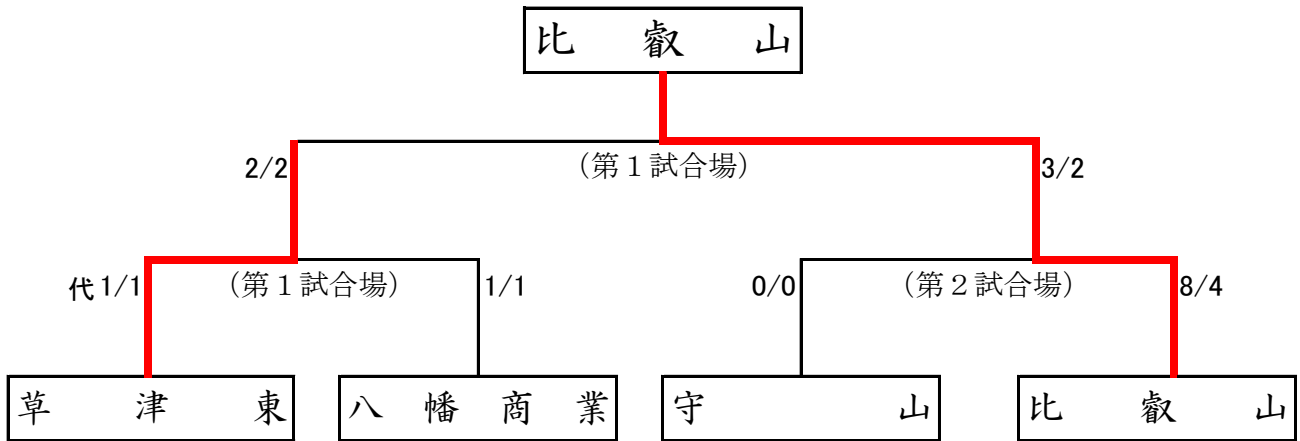 比叡山
2/2 (第１試合場) 3/2
代 1/1 (第１試合場) 1/1 0/0 (第２試合場) 8/4
草津東 八幡商業 守山 比叡山